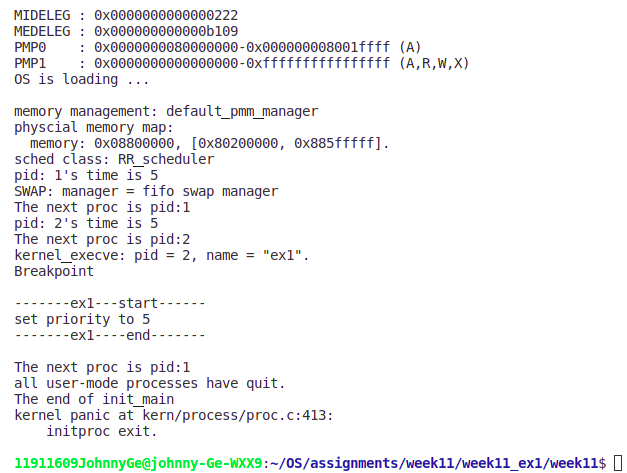 MIDELEG : 0x0000000000000222
MEDELEG : 0x000000000000b109
PMP0    : 0x0000000080000000-0x000000008001ffff (A)
PMP1    : 0x0000000000000000-0xffffffffffffffff (A,R,W,X)
OS is loading ...

memory management: default_pmm_manager
physcial memory map:
  memory: 0x08800000, [0x80200000, 0x885fffff].
sched class: RR_scheduler
pid: 1's time is 5
SWAP: manager = fifo swap manager
The next proc is pid:1
pid: 2's time is 5
The next proc is pid:2
kernel_execve: pid = 2, name = "ex1".
Breakpoint

-------ex1---start------
set priority to 5
-------ex1----end-------

The next proc is pid:1
all user-mode processes have quit.
The end of init_main
kernel panic at kern/process/proc.c:413:
    initproc exit.

11911609JohnnyGe@johnny-Ge-WXX9:~/OS/assignments/week11/week11_ex1/week11$